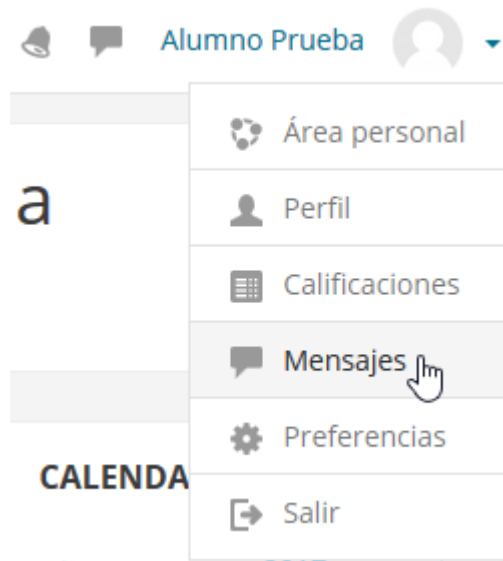 Alumno Prueba
Área personal
a
Perfil
Calificaciones
Mensajes
Preferencias
CALENDA
Salir